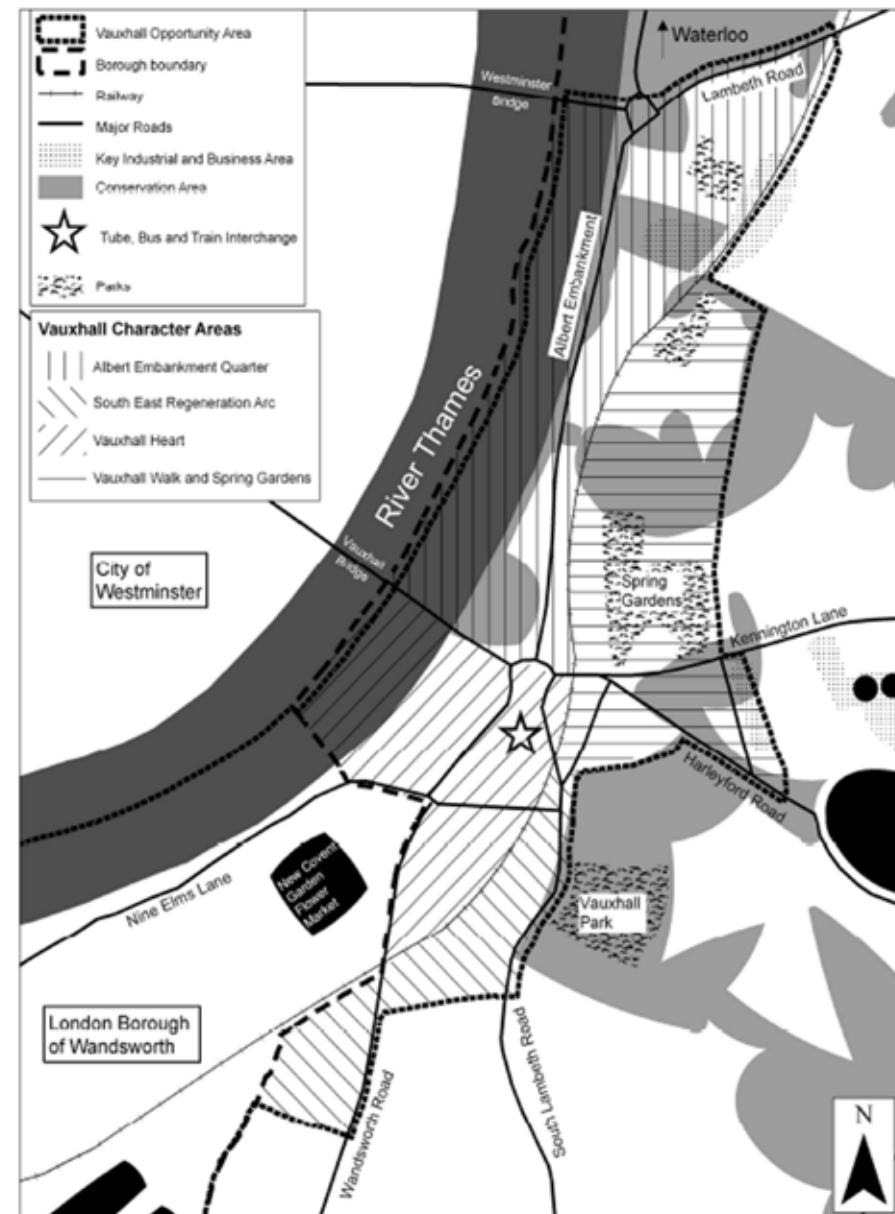 Vauxhall Opportunity Area
Borough boundary
Railway
Major Roads
Key Industrial and Business Area
Conservation Area
Tube, Bus and Train Interchange
Parks
Vauxhall Character Areas
Albert Embankment Quarter
South East Regeneration Arc
Vauxhall Heart
Vauxhall Walk and Spring Gardens
Waterloo
Westminster
Bridge
Lambeth Road
Albert Embankment
River Thames
Vauxhall
Bridge
City of
Westminster
Spring
Gardens
Kennington Lane
Harleyford Road
Nine Elms Lane
New Covent
Garden
Flower
Market
Vauxhall
Park
London Borough
of Wandsworth
Wandsworth Road
South Lambeth Road
N